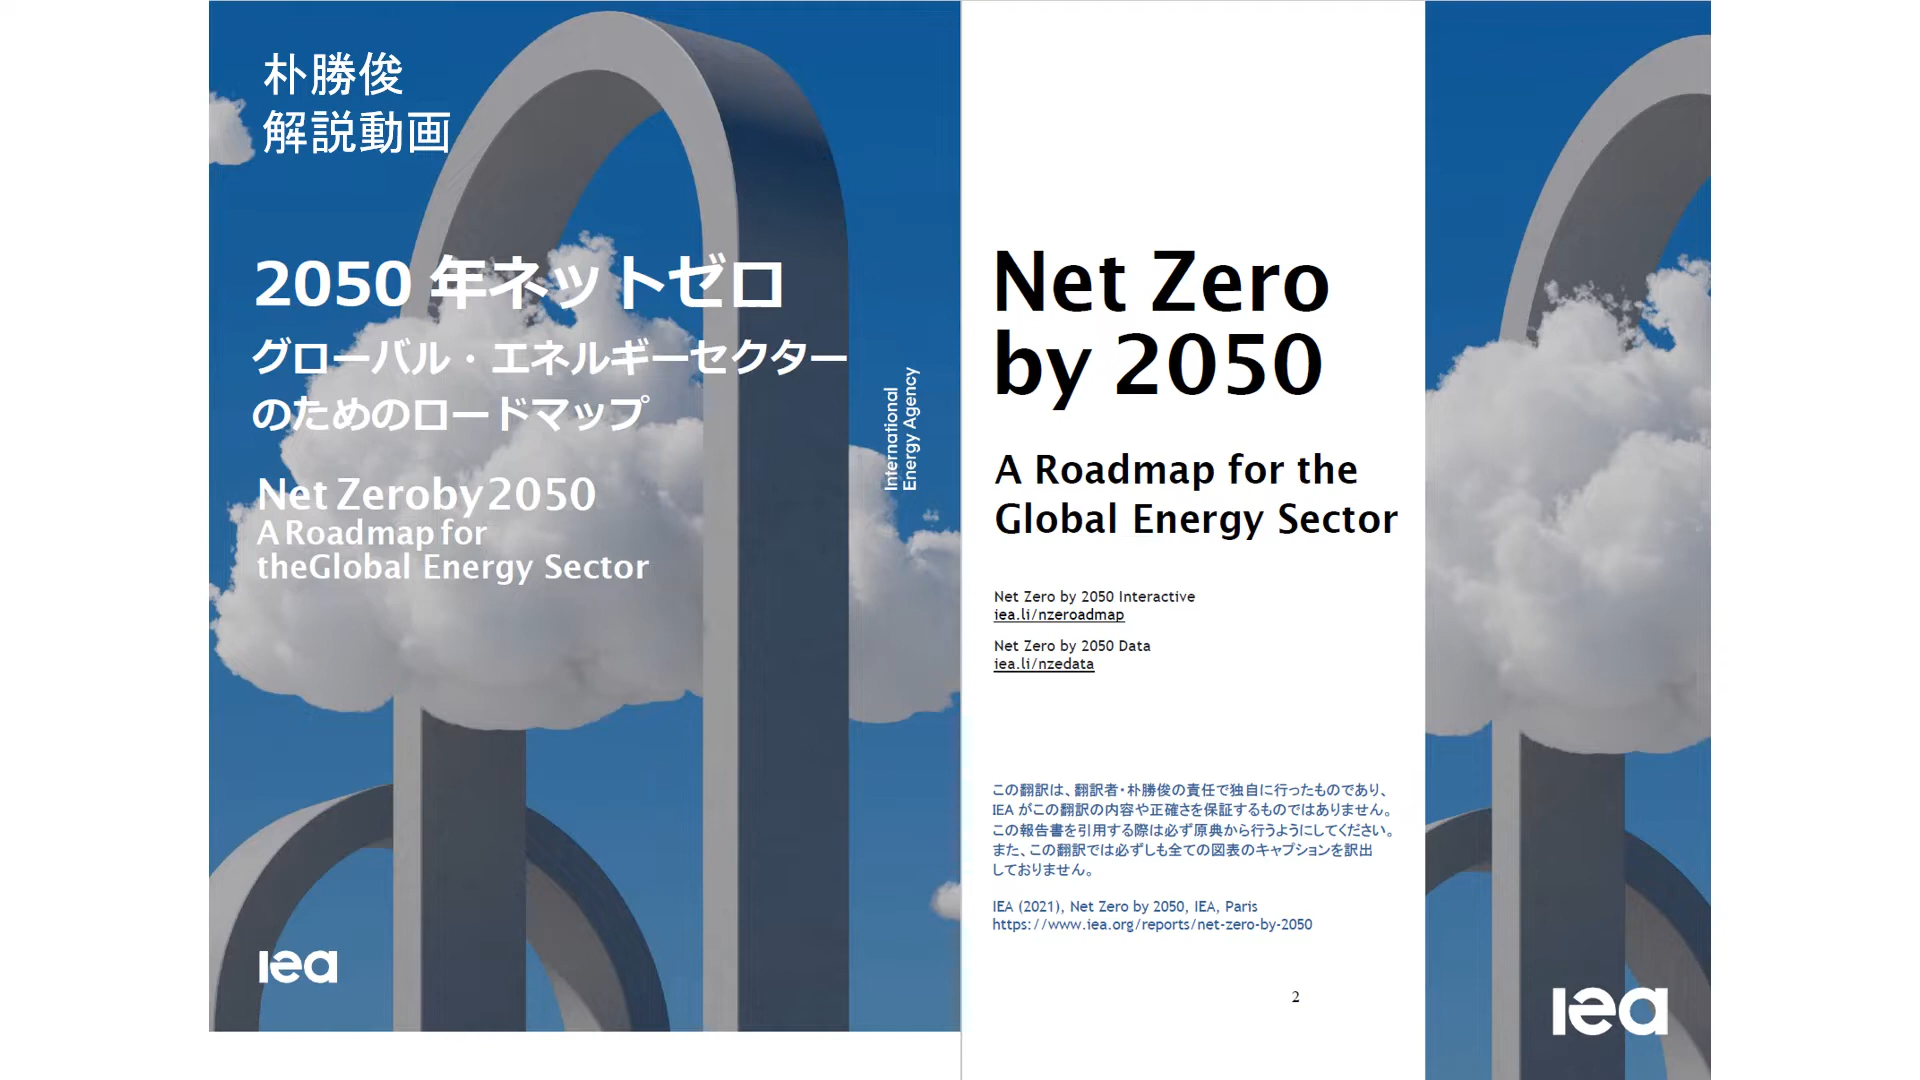 朴勝俊
解説動画
2050 年ネットゼロ
グローバル・エネルギーセクター
のためのロードマップ
Net Zeroby2050
A Roadmap for
theGlobal Energy Sector
International
Energy Agency
iea
Net Zero
by 2050
A Roadmap for the
Global Energy Sector
Net Zero by 2050 Interactive
iea.li/nzeroadmap
Net Zero by 2050 Data
iea.li/nzedata
この翻訳は、翻訳者・朴勝俊の責任で独自に行ったものであり、
IEA がこの翻訳の内容や正確さを保証するものではありません。
この報告書を引用する際は必ず原典から行うようにしてください。
また、この翻訳では必ずしも全ての図表のキャプションを訳出
しておりません。
IEA (2021), Net Zero by 2050, IEA, Paris
https://www.iea.org/reports/net-zero-by-2050
2
iea